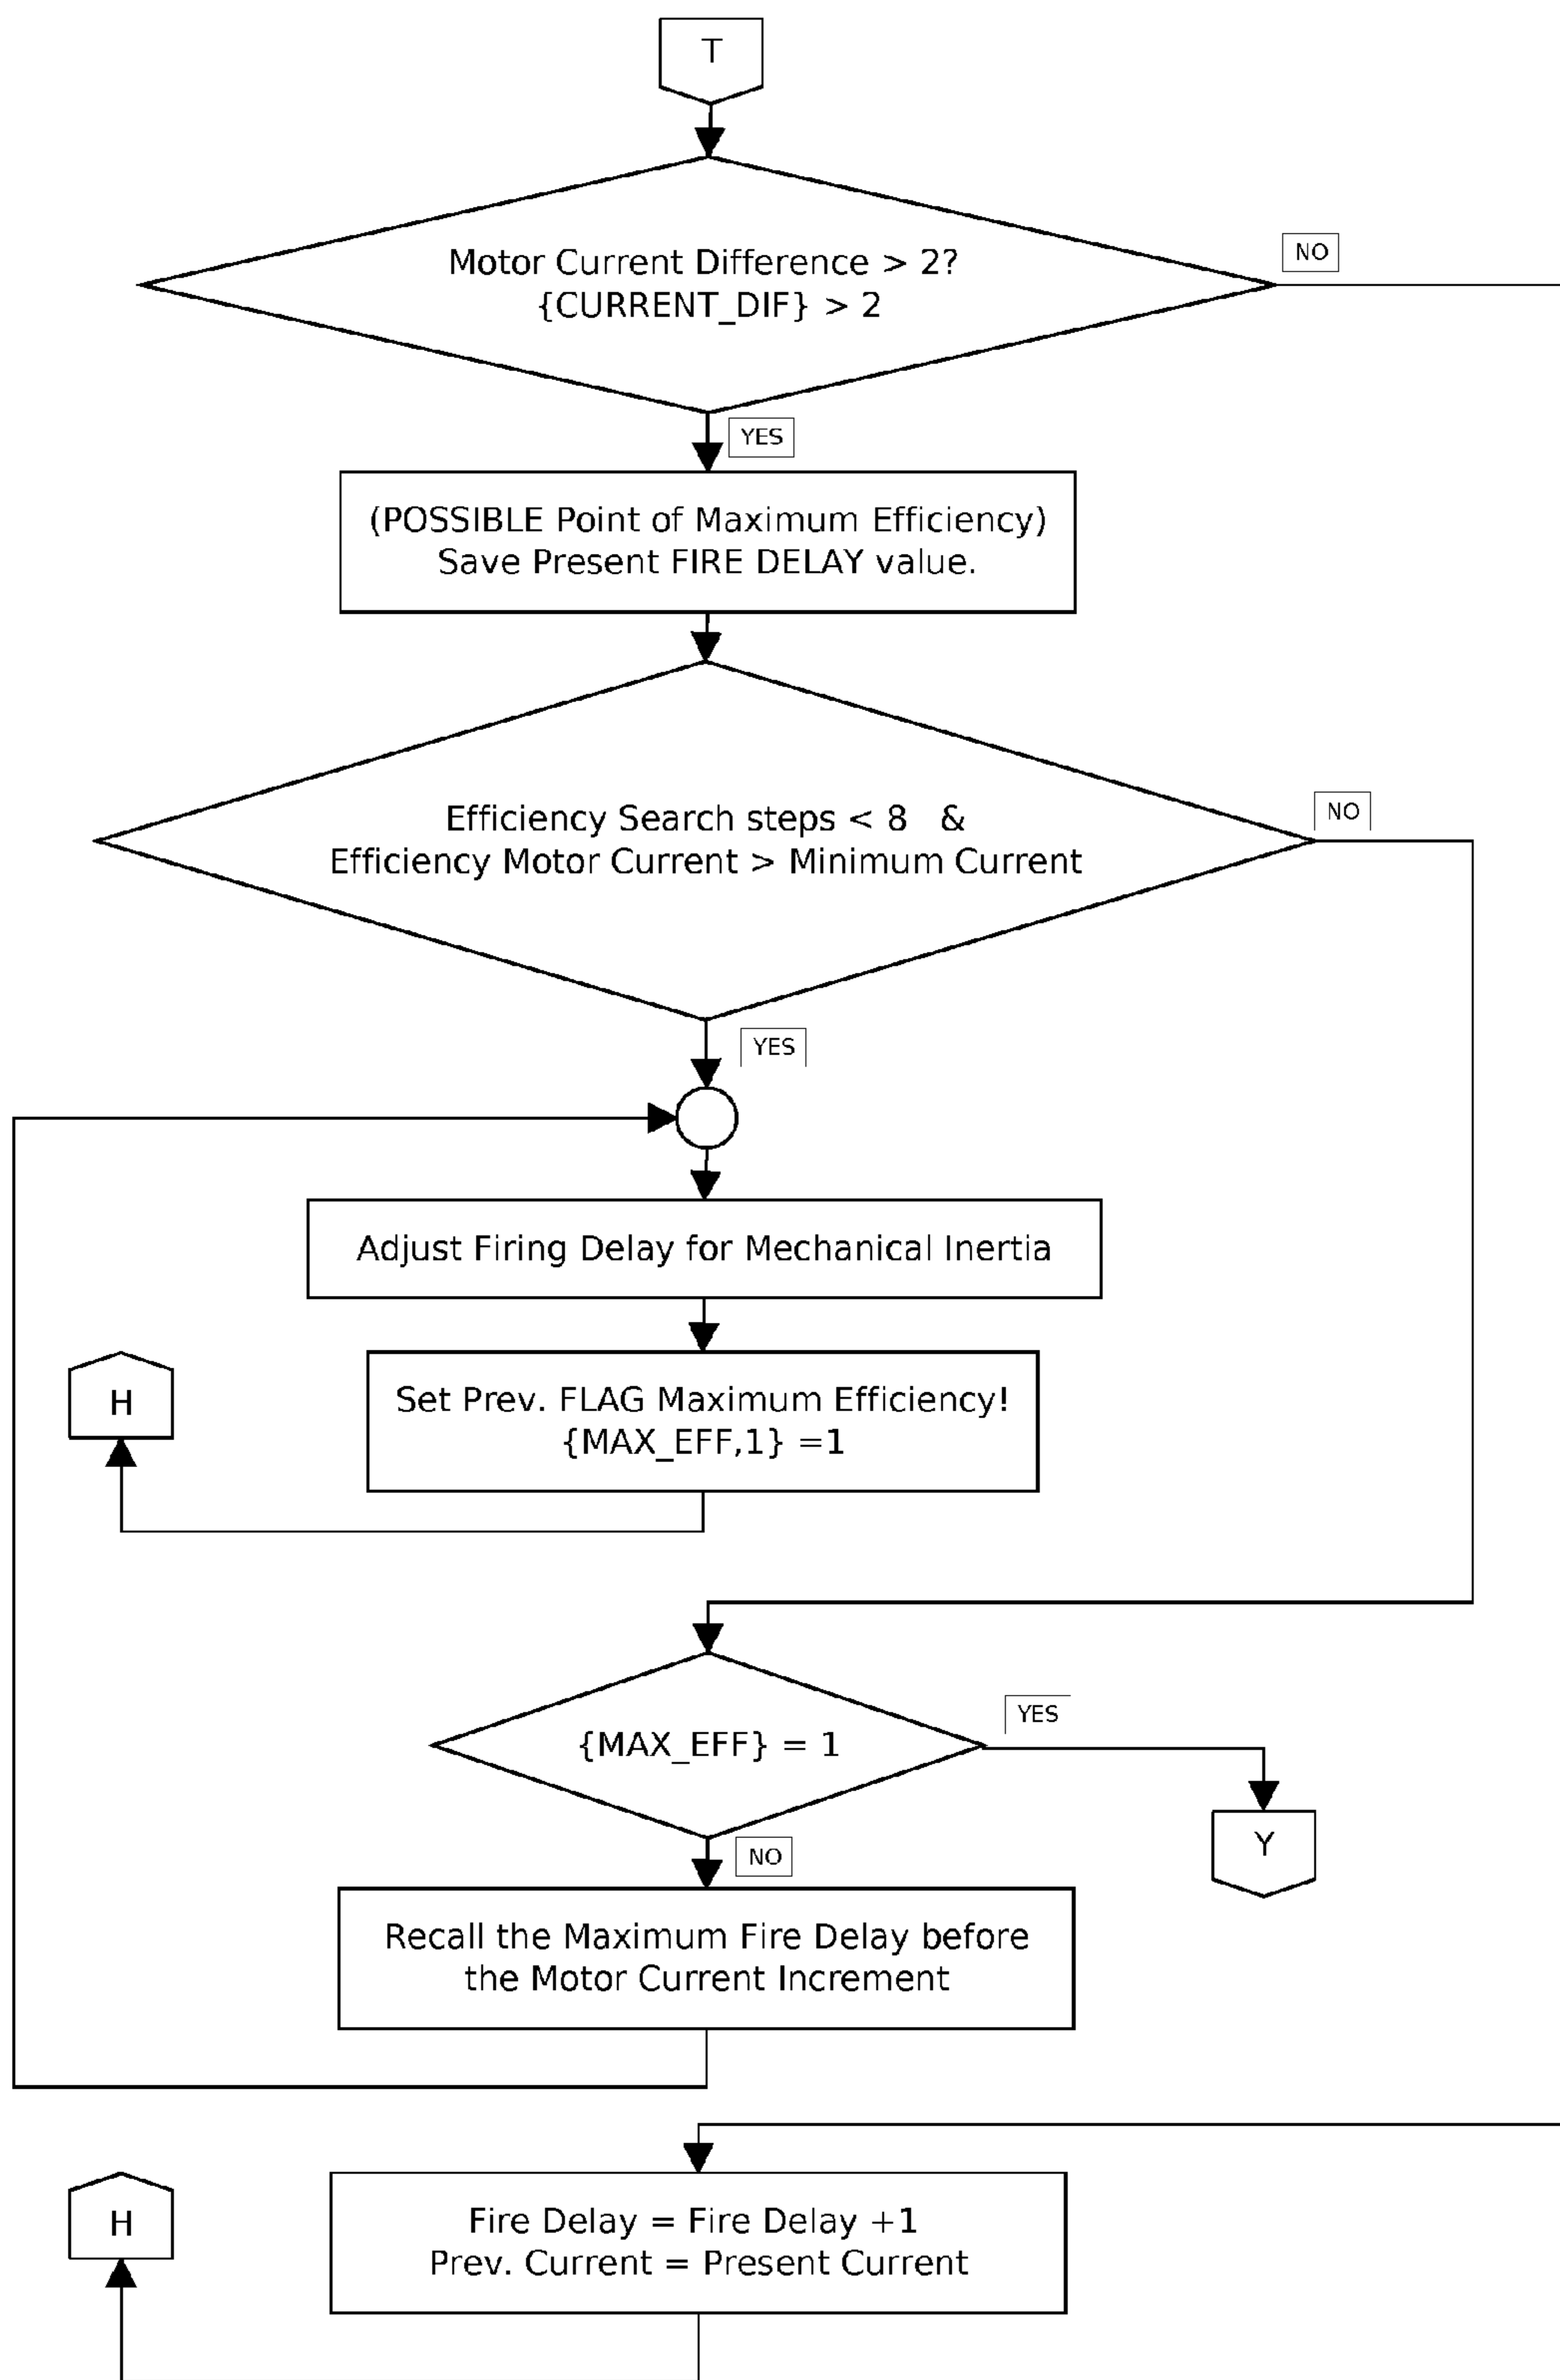 T
Motor Current Difference > 2?
{CURRENT_DIF} > 2
NO
YES
(POSSIBLE Point of Maximum Efficiency)
Save Present FIRE DELAY value.
Efficiency Search steps < 8 &
Efficiency Motor Current > Minimum Current
NO
YES
Adjust Firing Delay for Mechanical Inertia
Set Prev. FLAG Maximum Efficiency!
{MAX_EFF,1} =1
H
{MAX_EFF} = 1
YES
Y
NO
Recall the Maximum Fire Delay before
the Motor Current Increment
Fire Delay = Fire Delay +1
Prev. Current = Present Current
H